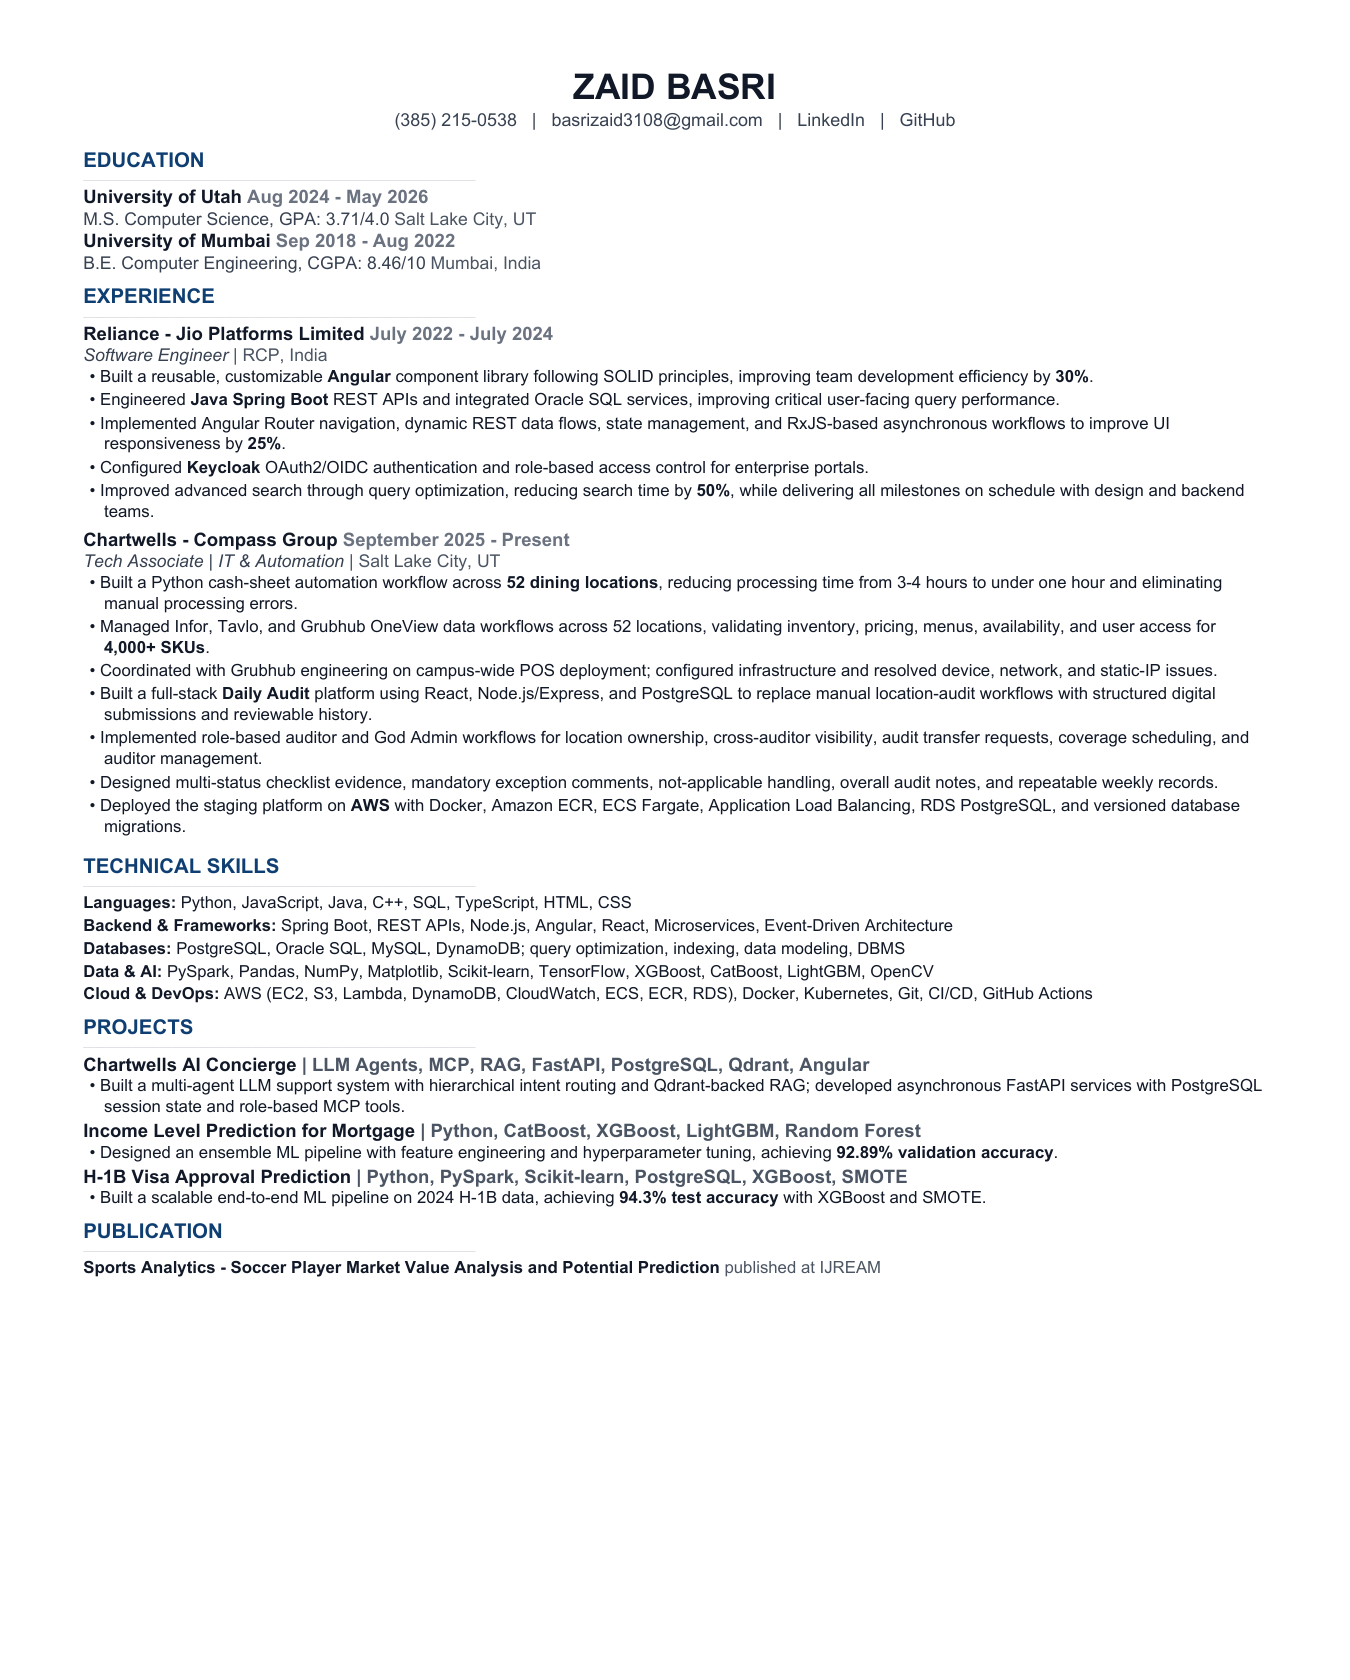 ZAID BASRI
(385) 215-0538 | basrizaid3108@gmail.com | LinkedIn | GitHub
EDUCATION
University of Utah Aug 2024 - May 2026
M.S. Computer Science, GPA: 3.71/4.0 Salt Lake City, UT
University of Mumbai Sep 2018 - Aug 2022
B.E. Computer Engineering, CGPA: 8.46/10 Mumbai, India
EXPERIENCE
Reliance - Jio Platforms Limited July 2022 - July 2024
Software Engineer | RCP, India
• Built a reusable, customizable Angular component library following SOLID principles, improving team development efficiency by 30%.
• Engineered Java Spring Boot REST APIs and integrated Oracle SQL services, improving critical user-facing query performance.
• Implemented Angular Router navigation, dynamic REST data flows, state management, and RxJS-based asynchronous workflows to improve UI
responsiveness by 25%.
• Configured Keycloak OAuth2/OIDC authentication and role-based access control for enterprise portals.
• Improved advanced search through query optimization, reducing search time by 50%, while delivering all milestones on schedule with design and backend
teams.
Chartwells - Compass Group September 2025 - Present
Tech Associate | IT & Automation | Salt Lake City, UT
• Built a Python cash-sheet automation workflow across 52 dining locations, reducing processing time from 3-4 hours to under one hour and eliminating
manual processing errors.
• Managed Infor, Tavlo, and Grubhub OneView data workflows across 52 locations, validating inventory, pricing, menus, availability, and user access for
4,000+ SKUs.
• Coordinated with Grubhub engineering on campus-wide POS deployment; configured infrastructure and resolved device, network, and static-IP issues.
• Built a full-stack Daily Audit platform using React, Node.js/Express, and PostgreSQL to replace manual location-audit workflows with structured digital
submissions and reviewable history.
• Implemented role-based auditor and God Admin workflows for location ownership, cross-auditor visibility, audit transfer requests, coverage scheduling, and
auditor management.
• Designed multi-status checklist evidence, mandatory exception comments, not-applicable handling, overall audit notes, and repeatable weekly records.
• Deployed the staging platform on AWS with Docker, Amazon ECR, ECS Fargate, Application Load Balancing, RDS PostgreSQL, and versioned database
migrations.
TECHNICAL SKILLS
Languages: Python, JavaScript, Java, C++, SQL, TypeScript, HTML, CSS
Backend & Frameworks: Spring Boot, REST APIs, Node.js, Angular, React, Microservices, Event-Driven Architecture
Databases: PostgreSQL, Oracle SQL, MySQL, DynamoDB; query optimization, indexing, data modeling, DBMS
Data & AI: PySpark, Pandas, NumPy, Matplotlib, Scikit-learn, TensorFlow, XGBoost, CatBoost, LightGBM, OpenCV
Cloud & DevOps: AWS (EC2, S3, Lambda, DynamoDB, CloudWatch, ECS, ECR, RDS), Docker, Kubernetes, Git, CI/CD, GitHub Actions
PROJECTS
Chartwells AI Concierge | LLM Agents, MCP, RAG, FastAPI, PostgreSQL, Qdrant, Angular
• Built a multi-agent LLM support system with hierarchical intent routing and Qdrant-backed RAG; developed asynchronous FastAPI services with PostgreSQL
session state and role-based MCP tools.
Income Level Prediction for Mortgage | Python, CatBoost, XGBoost, LightGBM, Random Forest
• Designed an ensemble ML pipeline with feature engineering and hyperparameter tuning, achieving 92.89% validation accuracy.
H-1B Visa Approval Prediction | Python, PySpark, Scikit-learn, PostgreSQL, XGBoost, SMOTE
• Built a scalable end-to-end ML pipeline on 2024 H-1B data, achieving 94.3% test accuracy with XGBoost and SMOTE.
PUBLICATION
Sports Analytics - Soccer Player Market Value Analysis and Potential Prediction published at IJREAM